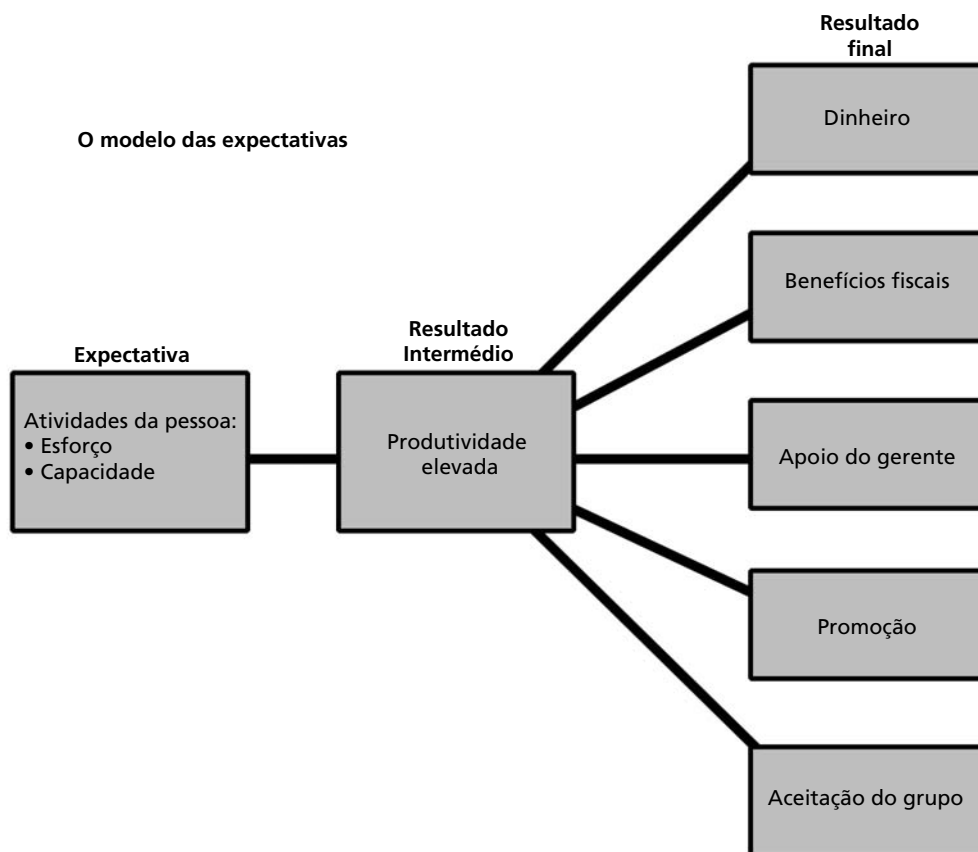 O modelo das expectativas
Expectativa
Atividades da pessoa:
• Esforço
• Capacidade
Resultado
Intermédio
Produtividade
elevada
Resultado
final
Dinheiro
Benefícios fiscais
Apoio do gerente
Promoção
Aceitação do grupo